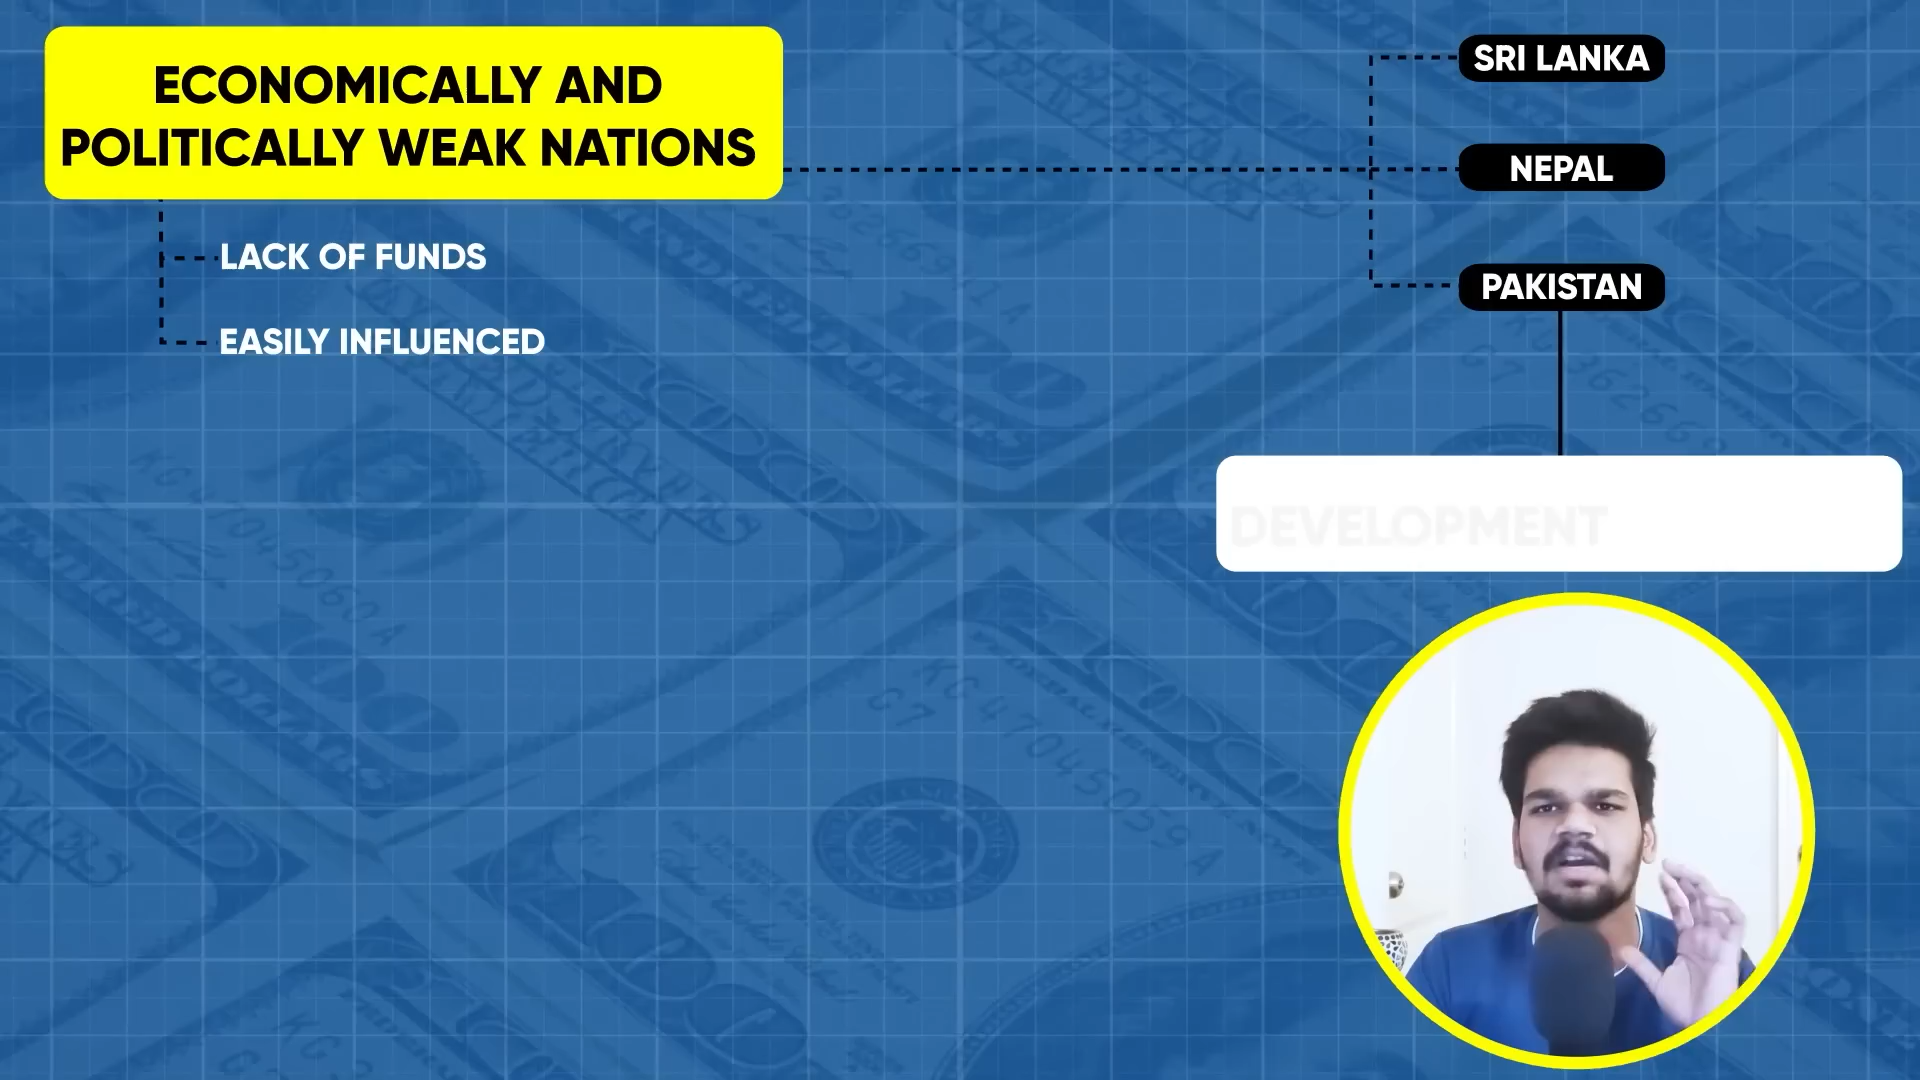 ECONOMICALLY AND
POLITICALLY WEAK NATIONS
LACK OF FUNDS
EASILY INFLUENCED
SRI LANKA
NEPAL
PAKISTAN
DEVELOPMENT